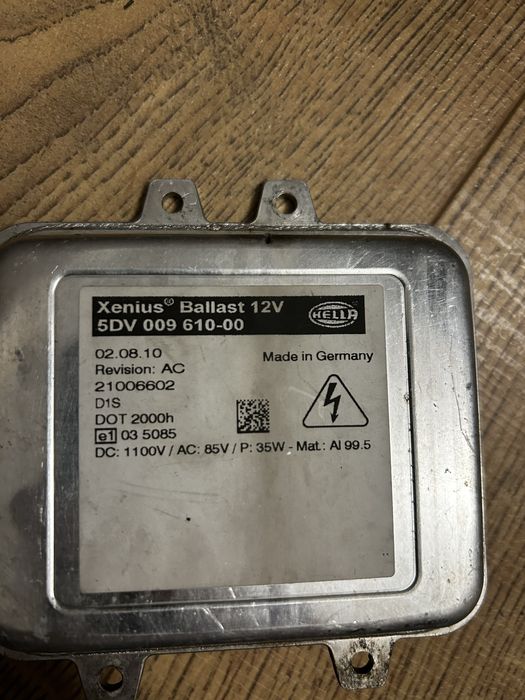 Xenius® Ballast 12V
5DV 009 610-00
HELLA
02.08.10
Made in Germany
Revision: AC
21006602
D1S
DOT 2000h
e1 03 5085
DC: 1100V / AC: 85V / P: 35W - Mat.: Al 99.5